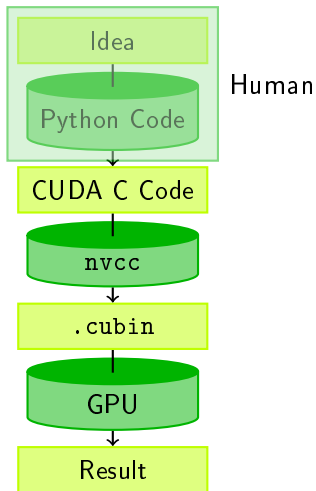 Idea
Python Code
Human
CUDA C Code
nvcc
.cubin
GPU
Result